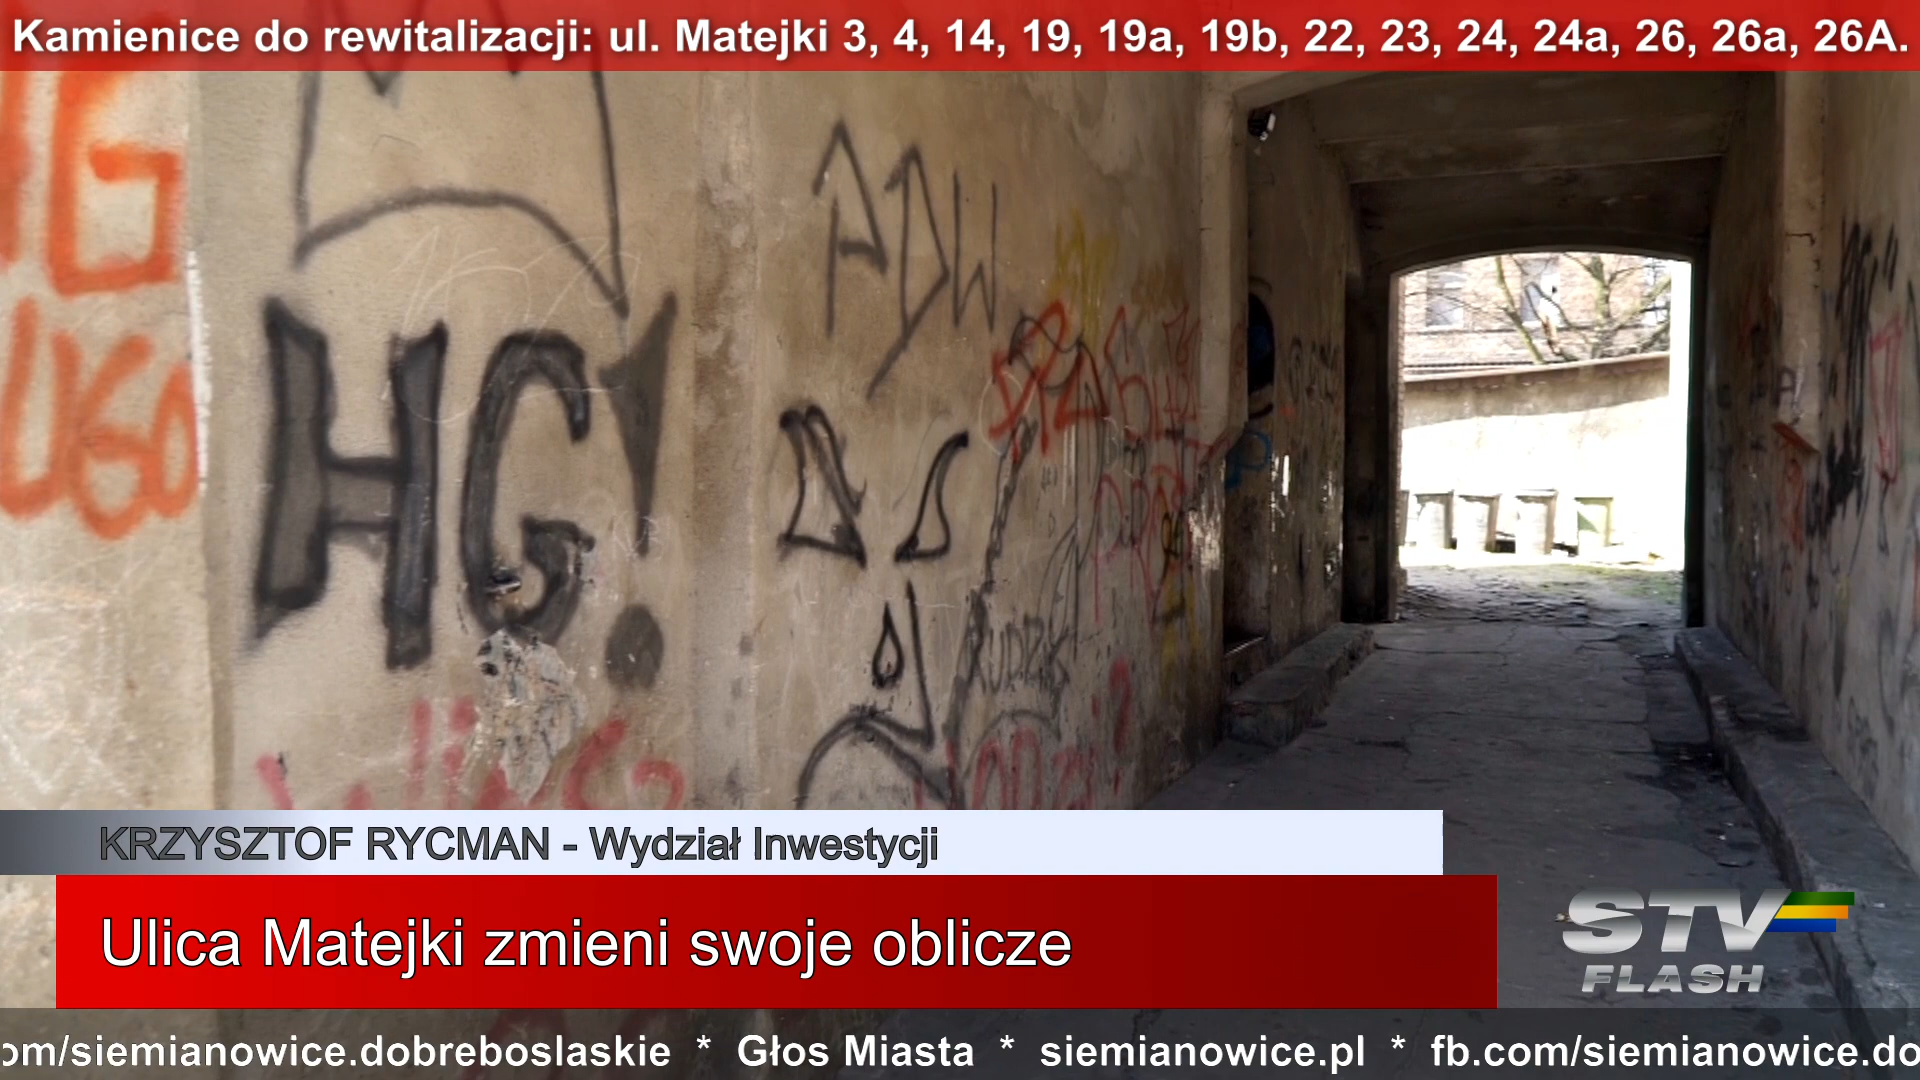 Kamienice do rewitalizacji: ul. Matejki 3, 4, 14, 19, 19a, 19b, 22, 23, 24, 24a, 26, 26a, 26A.
G
UGO
HG!
PDW
KRZYSZTOF RYCMAN - Wydział Inwestycji
Ulica Matejki zmieni swoje oblicze
STV
FLASH
om/siemianowice.dobreboslaskie * Głos Miasta * siemianowice.pl * fb.com/siemianowice.do